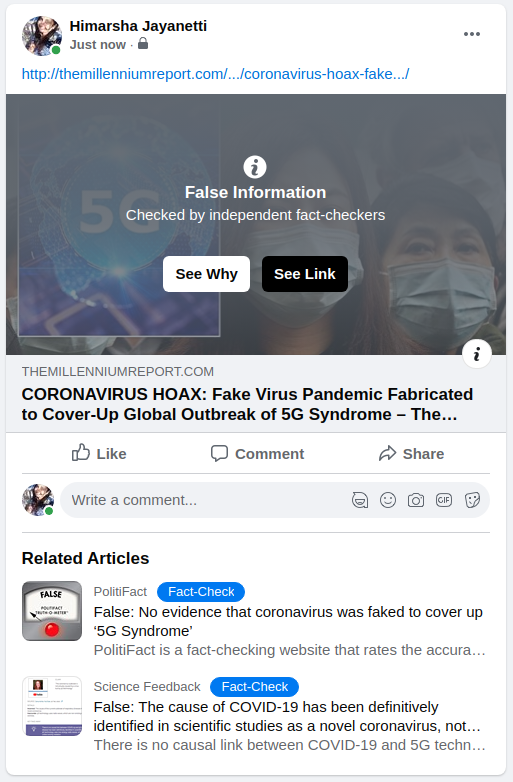 Himarsha Jayanetti
Just now ·
http://themillenniumreport.com/.../coronavirus-hoax-fake.../
5G
False Information
Checked by independent fact-checkers
See Why See Link
THEMILLENNIUMREPORT.COM
CORONAVIRUS HOAX: Fake Virus Pandemic Fabricated
to Cover-Up Global Outbreak of 5G Syndrome – The…
Like Comment Share
Write a comment...
GIF
Related Articles
FALSE
POLITIFACT
TRUTH-O-METER
PolitiFact Fact-Check
False: No evidence that coronavirus was faked to cover up
‘5G Syndrome’
PolitiFact is a fact-checking website that rates the accura…
Science Feedback Fact-Check
False: The cause of COVID-19 has been definitively
identified in scientific studies as a novel coronavirus, not…
There is no causal link between COVID-19 and 5G techn…